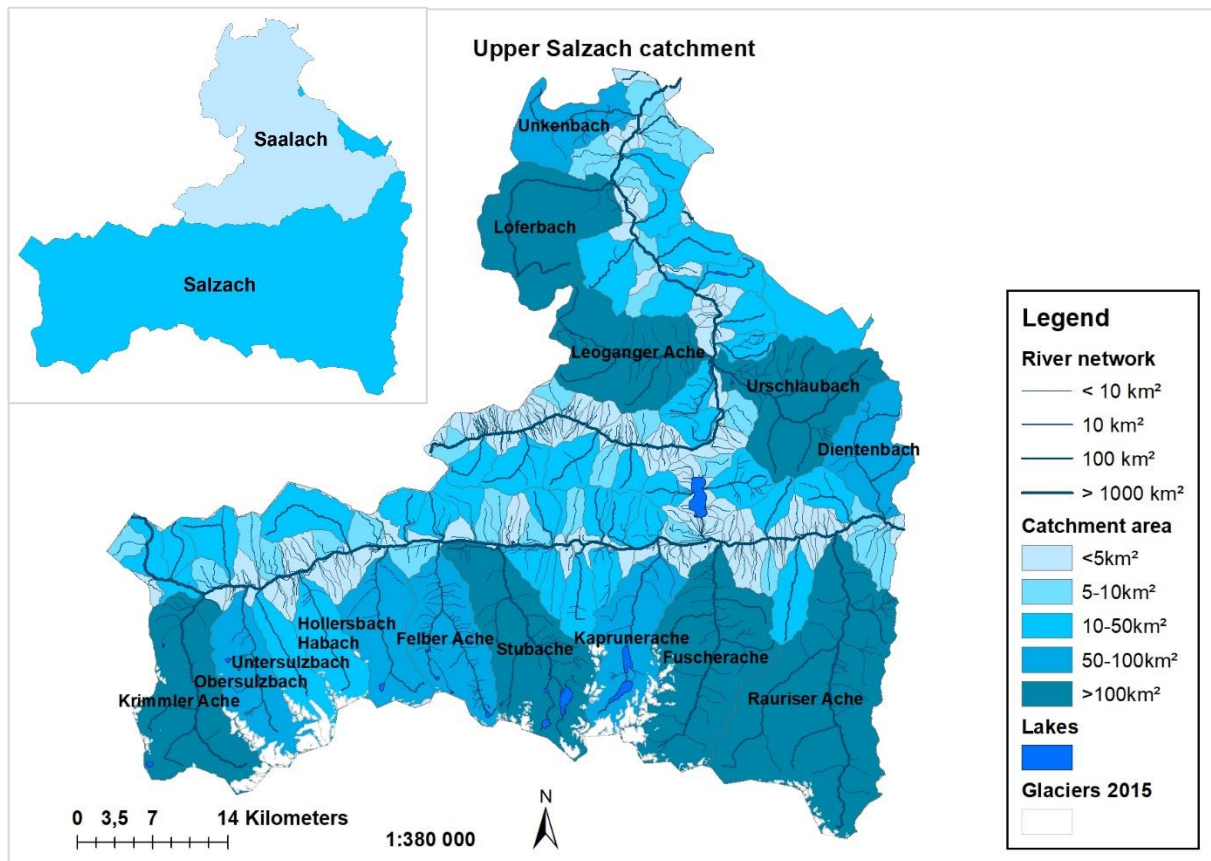 Upper Salzach catchment
Saalach
Salzach
Unkenbach
Loferbach
Leoganger Ache
Urschlaubach
Dientenbach
Hollersbach
Habach
Felber Ache
Stubache
Kaprunerache
Fuscherache
Untersulzbach
Obersulzbach
Krimmler Ache
Rauriser Ache
Legend
River network
< 10 km²
10 km²
100 km²
> 1000 km²
Catchment area
<5km²
5-10km²
10-50km²
50-100km²
>100km²
Lakes
Glaciers 2015
0 3,5 7 14 Kilometers
1:380 000
N